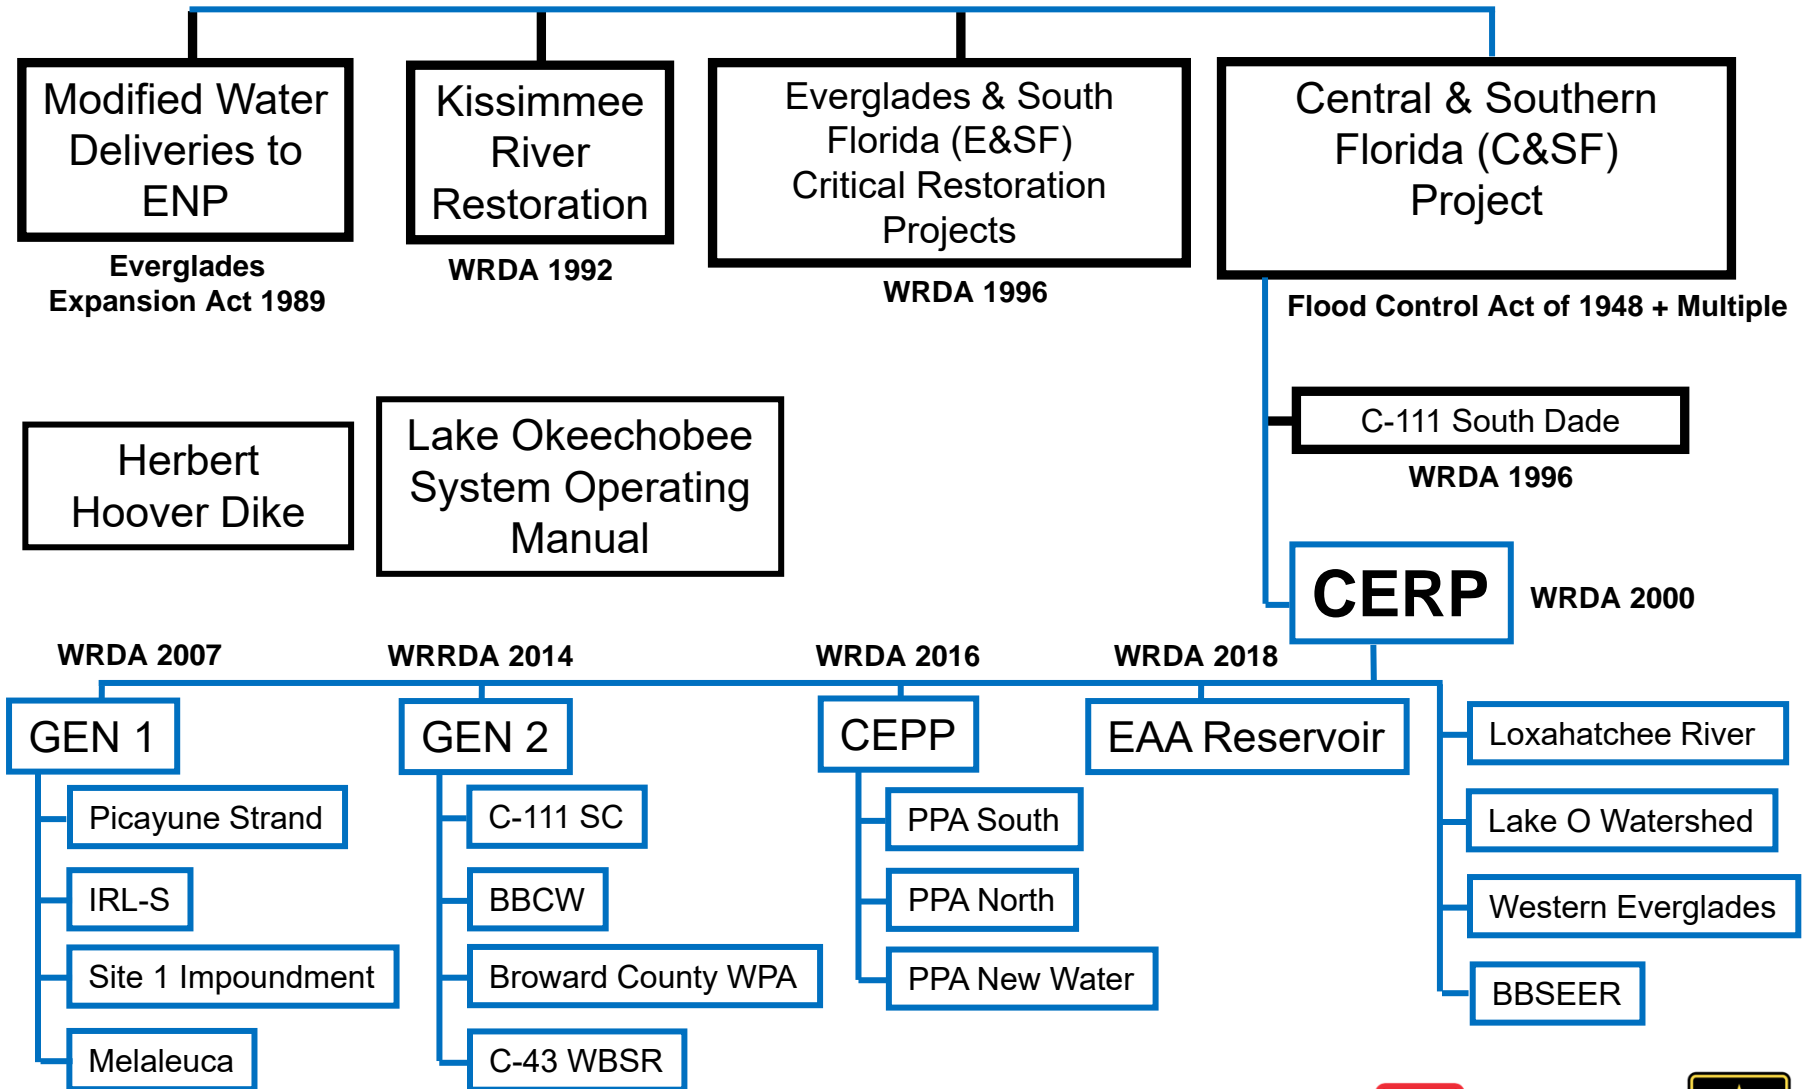 Modified Water
Deliveries to
ENP
Everglades
Expansion Act 1989
Kissimmee
River
Restoration
WRDA 1992
Everglades & South
Florida (E&SF)
Critical Restoration
Projects
WRDA 1996
Central & Southern
Florida (C&SF)
Project
Flood Control Act of 1948 + Multiple
C-111 South Dade
WRDA 1996
Herbert
Hoover Dike
Lake Okeechobee
System Operating
Manual
CERP
WRDA 2000
WRDA 2007
GEN 1
Picayune Strand
IRL-S
Site 1 Impoundment
Melaleuca
WRRDA 2014
GEN 2
C-111 SC
BBCW
Broward County WPA
C-43 WBSR
WRDA 2016
CEPP
PPA South
PPA North
PPA New Water
WRDA 2018
EAA Reservoir
Loxahatchee River
Lake O Watershed
Western Everglades
BBSEER